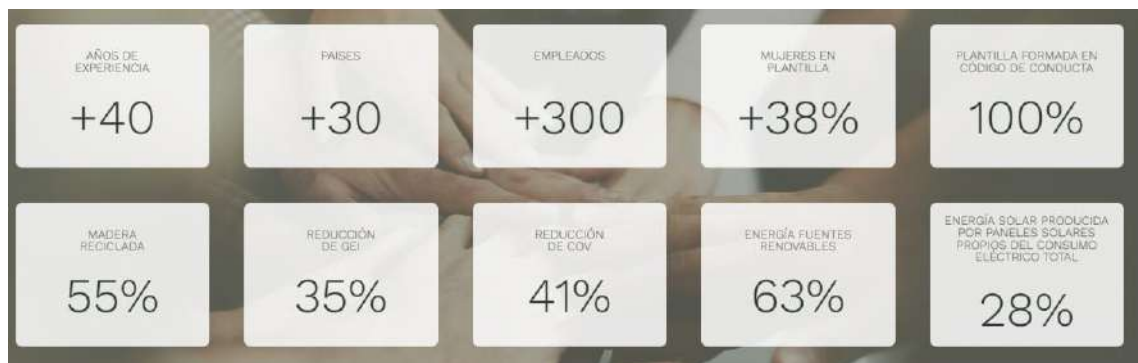 AÑOS DE
EXPERIENCIA
+40
PAISES
+30
EMPLEADOS
+300
MUJERES EN
PLANTILLA
+38%
PLANTILLA FORMADA EN
CÓDIGO DE CONDUCTA
100%
MADERA
RECICLADA
55%
REDUCCIÓN
DE GEI
35%
REDUCCIÓN
DE COV
41%
ENERGÍA FUENTES
RENOVABLES
63%
ENERGÍA SOLAR PRODUCIDA
POR PANELES SOLARES
PROPIOS DEL CONSUMO
ELÉCTRICO TOTAL
28%